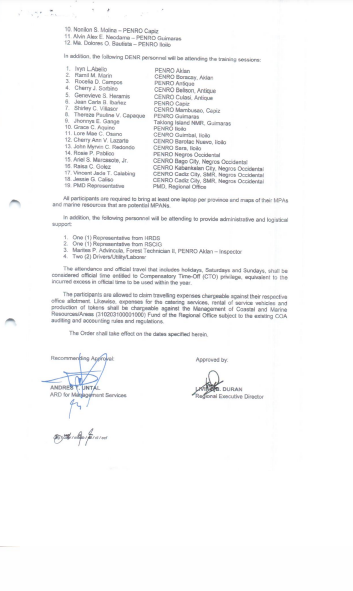 10. Nonilon S. Molina – PENRO Capiz
11. Alvin Alex E. Neodama – PENRO Guimaras
12. Ma. Dolores O. Bautista – PENRO Iloilo
In addition, the following DENR personnel will be attending the training sessions:
1. Ivyn L. Abello PENRO Aklan
2. Ramil M. Marin CENRO Boracay, Aklan
3. Rocella D. Campos PENRO Antique
4. Cherry J. Sorbino CENRO Belison, Antique
5. Genevieve S. Heramis CENRO Culasi, Antique
6. Jean Carla B. Ibañez PENRO Capiz
7. Shirley C. Villasor CENRO Mambusao, Capiz
8. Therese Pauline V. Capeque PENRO Guimaras
9. Jhonnye E. Gange Taklong Island NMR, Guimaras
10. Grace C. Aquino PENRO Iloilo
11. Lore Mae C. Osano CENRO Guimbal, Iloilo
12. Cherry Ann V. Lazarte CENRO Barotac Nuevo, Iloilo
13. John Myren C. Redondo CENRO Sara, Iloilo
14. Rosie P. Pablico PENRO Negros Occidental
15. Ariel S. Marcasote, Jr. CENRO Bago City, Negros Occidental
16. Raisa C. Golez CENRO Kabankalan City, Negros Occidental
17. Vincent Jade T. Calabing CENRO Cadiz City, SMR, Negros Occidental
18. Jessie G. Caliso CENRO Cadiz City, SMR, Negros Occidental
19. PMD Representative PMD, Regional Office
All participants are required to bring at least one laptop per province and maps of their MPAs
and marine resources that are potential MPANs.
In addition, the following personnel will be attending to provide administrative and logistical
support:
1. One (1) Representative from HRDS
2. One (1) Representative from RSCIG
3. Marites P. Advincula, Forest Technician II, PENRO Aklan – Inspector
4. Two (2) Drivers/Utility/Laborer
The attendance and official travel that includes holidays, Saturdays and Sundays, shall be
considered official time entitled to Compensatory Time-Off (CTO) privilege, equivalent to the
incurred excess in official time to be used within the year.
The participants are allowed to claim travelling expenses chargeable against their respective
office allotment. Likewise, expenses for the catering services, rental of service vehicles and
production of tokens shall be chargeable against the Management of Coastal and Marine
Resources/Areas (310203100001000) Fund of the Regional Office subject to the existing COA
auditing and accounting rules and regulations.
The Order shall take effect on the dates specified herein.
Recommending Approval: Approved by:
ANDRES T. UNTAL DURAN
ARD for Management Services Regional Executive Director